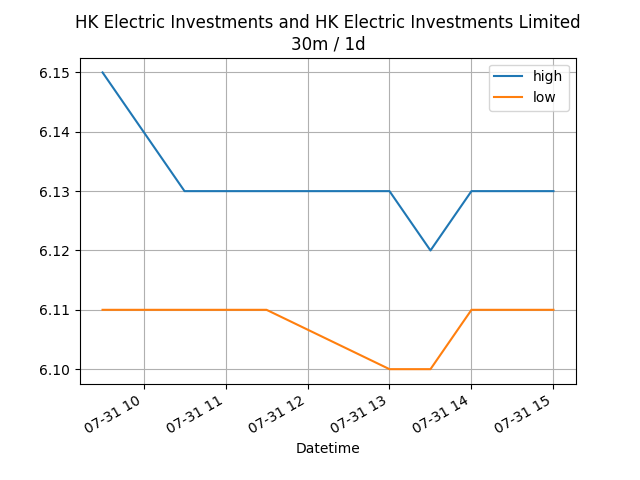 HK Electric Investments and HK Electric Investments Limited
30m / 1d
high
low
6.15
6.14
6.13
6.12
6.11
6.10
07-31 10
07-31 11
07-31 12
07-31 13
07-31 14
07-31 15
Datetime